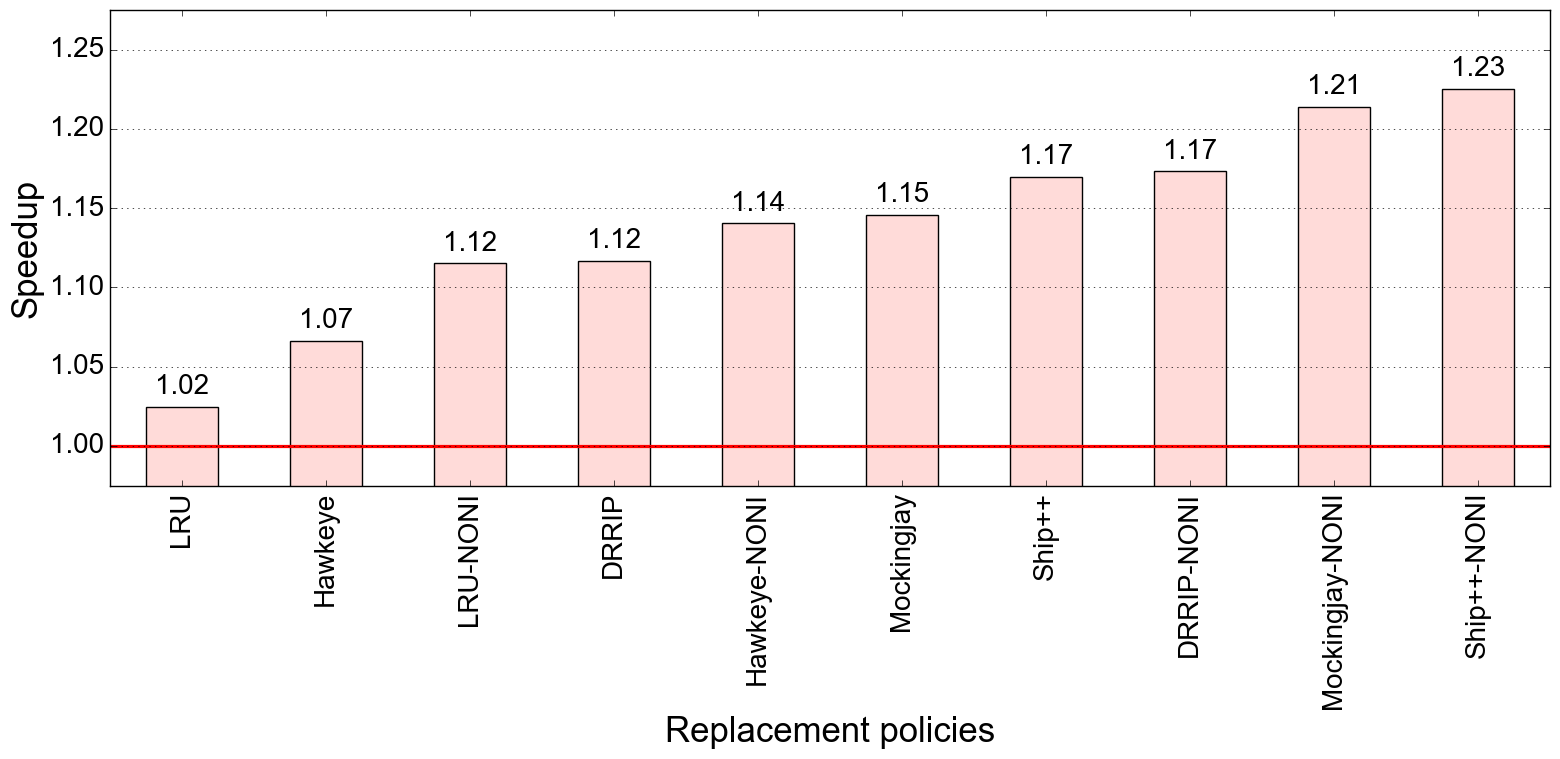 Speedup
1.25
1.20
1.15
1.10
1.05
1.00
1.02
1.07
1.12
1.12
1.14
1.15
1.17
1.17
1.21
1.23
LRU
Hawkeye
LRU-NONI
DRRIP
Hawkeye-NONI
Mockingjay
Ship++
DRRIP-NONI
Mockingjay-NONI
Ship++-NONI
Replacement policies